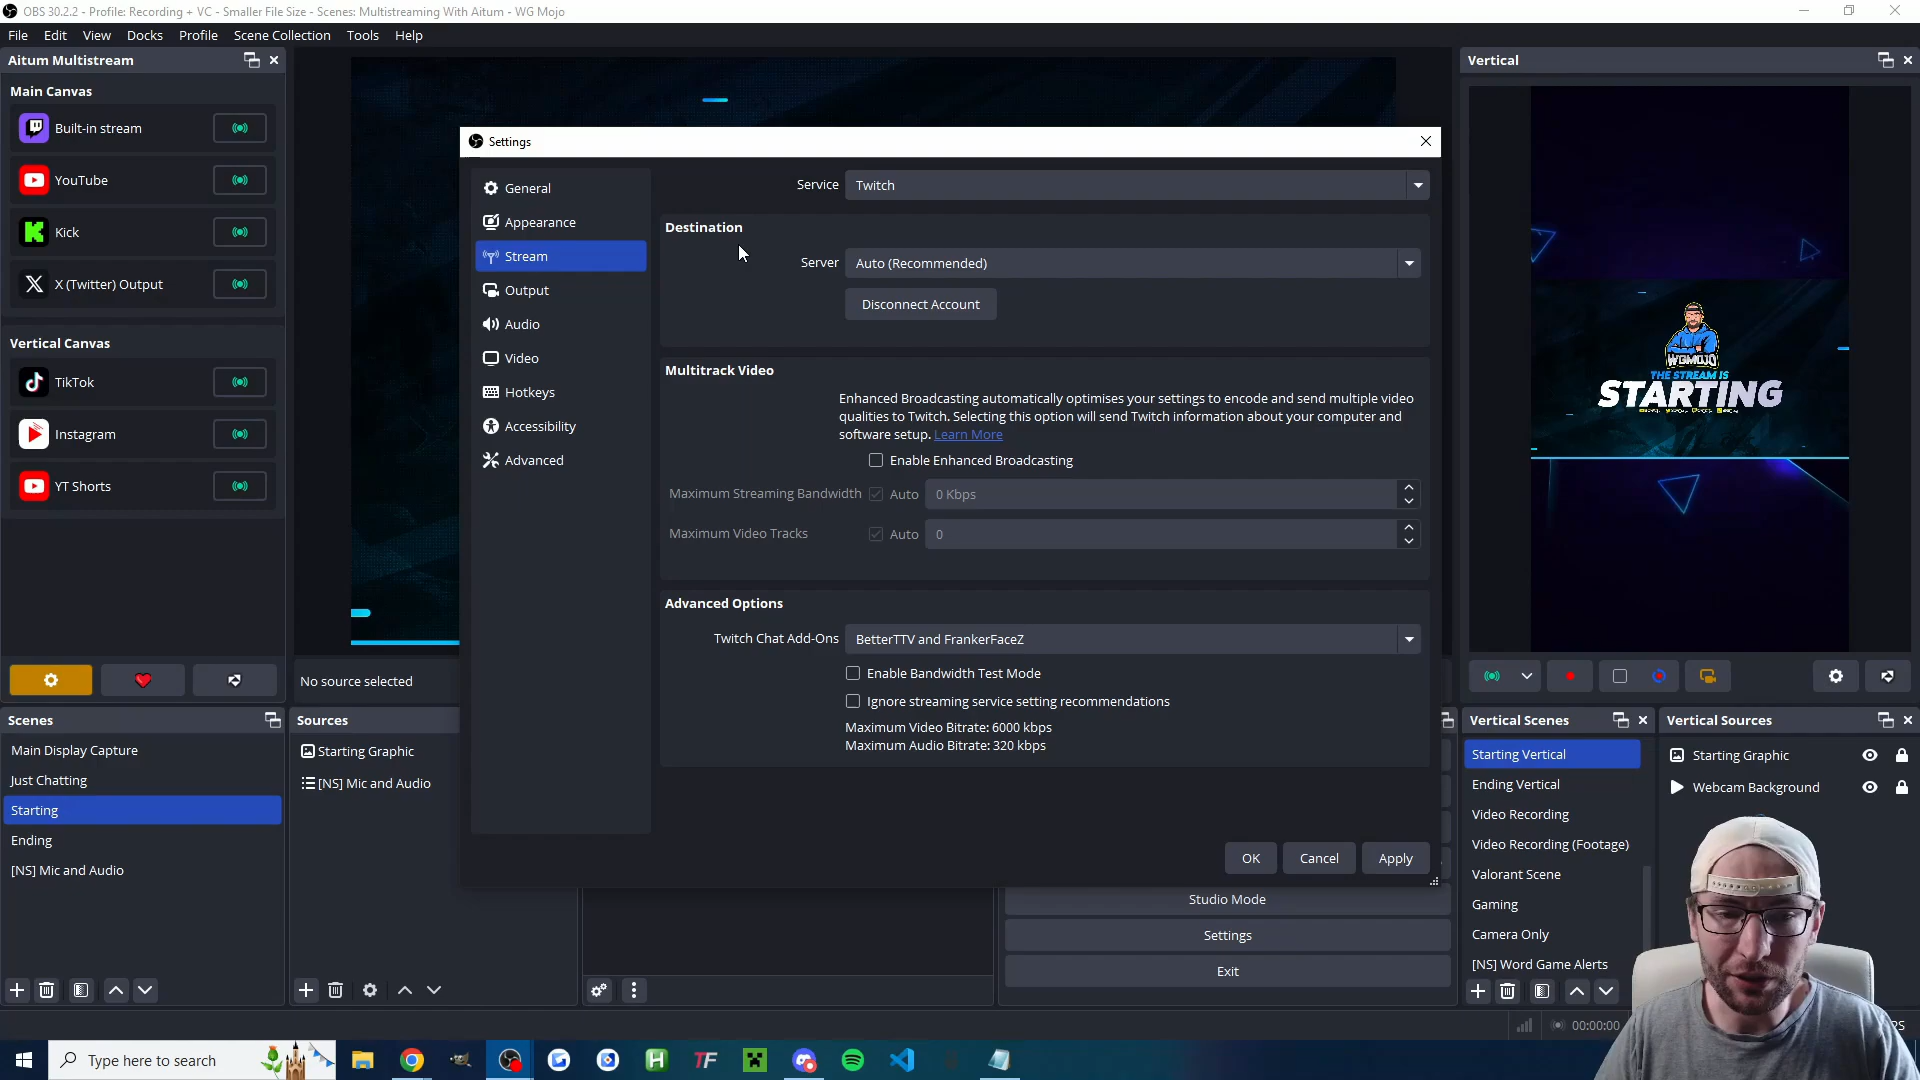 OBS 30.2.2 - Profile: Recording + VC - Smaller File Size - Scenes: Multistreaming With Aitum - WG Mojo
File Edit View Docks Profile Scene Collection Tools Help
Aitum Multistream
Main Canvas
Built-in stream
YouTube
Kick
X (Twitter) Output
Vertical Canvas
TikTok
Instagram
YT Shorts
Settings
General
Appearance
Stream
Output
Audio
Video
Hotkeys
Accessibility
Advanced
Service Twitch
Destination
Server Auto (Recommended)
Disconnect Account
Multitrack Video
Enhanced Broadcasting automatically optimises your settings to encode and send multiple video
qualities to Twitch. Selecting this option will send Twitch information about your computer and
software setup. Learn More
Enable Enhanced Broadcasting
Maximum Streaming Bandwidth Auto 0 Kbps
Maximum Video Tracks Auto 0
Advanced Options
Twitch Chat Add-Ons BetterTTV and FrankerFaceZ
Enable Bandwidth Test Mode
Ignore streaming service setting recommendations
Maximum Video Bitrate: 6000 kbps
Maximum Audio Bitrate: 320 kbps
OK Cancel Apply
Vertical
WGMOJO
THE STREAM IS
STARTING
No source selected
Scenes
Main Display Capture
Just Chatting
Starting
Ending
[NS] Mic and Audio
Sources
Starting Graphic
[NS] Mic and Audio
Studio Mode
Settings
Exit
Vertical Scenes
Starting Vertical
Ending Vertical
Video Recording
Video Recording (Footage)
Valorant Scene
Gaming
Camera Only
[NS] Word Game Alerts
Vertical Sources
Starting Graphic
Webcam Background
00:00:00
Type here to search
H TF